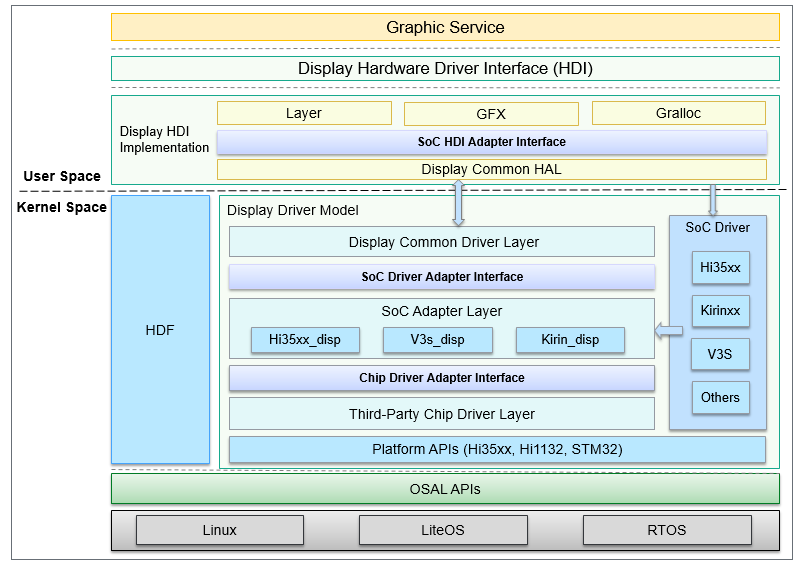 Graphic Service
Display Hardware Driver Interface (HDI)
Display HDI
Implementation
Layer
GFX
Gralloc
SoC HDI Adapter Interface
Display Common HAL
User Space
Kernel Space
HDF
Display Driver Model
Display Common Driver Layer
SoC Driver Adapter Interface
SoC Adapter Layer
Hi35xx_disp
V3s_disp
Kirin_disp
Chip Driver Adapter Interface
Third-Party Chip Driver Layer
Platform APIs (Hi35xx, Hi1132, STM32)
SoC Driver
Hi35xx
Kirinxx
V3S
Others
OSAL APIs
Linux
LiteOS
RTOS